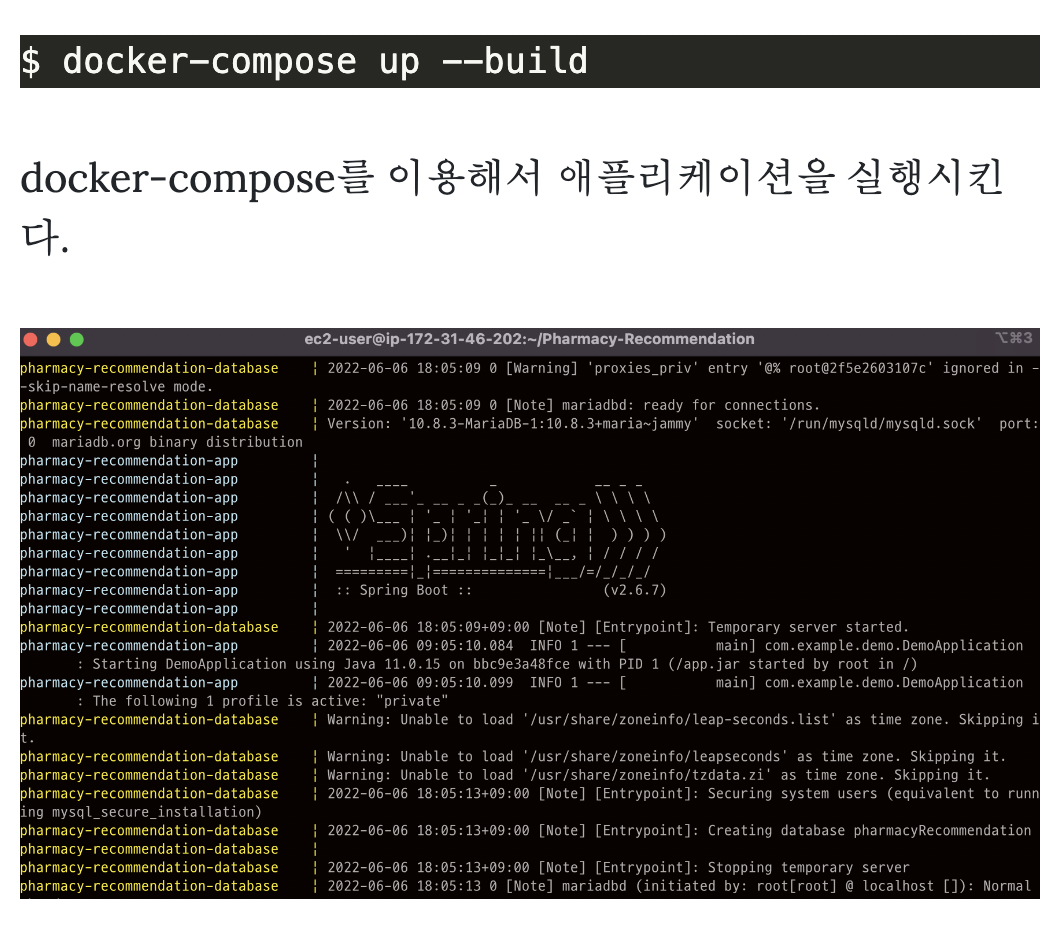 $ docker-compose up --build
docker-compose를 이용해서 애플리케이션을 실행시킨
다.
ec2-user@ip-172-31-46-202:~/Pharmacy-Recommendation
⌥⌘3
pharmacy-recommendation-database    ¦ 2022-06-06 18:05:09 0 [Warning] 'proxies_priv' entry '@% root@2f5e2603107c' ignored in -
-skip-name-resolve mode.
pharmacy-recommendation-database    ¦ 2022-06-06 18:05:09 0 [Note] mariadbd: ready for connections.
pharmacy-recommendation-database    ¦ Version: '10.8.3-MariaDB-1:10.8.3+maria~jammy'  socket: '/run/mysqld/mysqld.sock'  port:
 0  mariadb.org binary distribution
pharmacy-recommendation-app         ¦
pharmacy-recommendation-app         ¦   .   ____          _            __ _ _
pharmacy-recommendation-app         ¦  /\\ / ___'_ __ _ _(_)_ __  __ _ \ \ \ \
pharmacy-recommendation-app         ¦ ( ( )\___ ¦ '_ ¦ '_¦ ¦ '_ \/ _` ¦ \ \ \ \
pharmacy-recommendation-app         ¦  \\/  ___)¦ ¦_)¦ ¦ ¦ ¦ ¦ ¦¦ (_¦ ¦  ) ) ) )
pharmacy-recommendation-app         ¦   '  ¦____¦ .__¦_¦ ¦_¦_¦ ¦_\__, ¦ / / / /
pharmacy-recommendation-app         ¦  =========¦_¦==============¦___/=/_/_/_/
pharmacy-recommendation-app         ¦  :: Spring Boot ::                (v2.6.7)
pharmacy-recommendation-app         ¦
pharmacy-recommendation-database    ¦ 2022-06-06 18:05:09+09:00 [Note] [Entrypoint]: Temporary server started.
pharmacy-recommendation-app         ¦ 2022-06-06 09:05:10.084  INFO 1 --- [           main] com.example.demo.DemoApplication
       : Starting DemoApplication using Java 11.0.15 on bbc9e3a48fce with PID 1 (/app.jar started by root in /)
pharmacy-recommendation-app         ¦ 2022-06-06 09:05:10.099  INFO 1 --- [           main] com.example.demo.DemoApplication
       : The following 1 profile is active: "private"
pharmacy-recommendation-database    ¦ Warning: Unable to load '/usr/share/zoneinfo/leap-seconds.list' as time zone. Skipping i
t.
pharmacy-recommendation-database    ¦ Warning: Unable to load '/usr/share/zoneinfo/leapseconds' as time zone. Skipping it.
pharmacy-recommendation-database    ¦ Warning: Unable to load '/usr/share/zoneinfo/tzdata.zi' as time zone. Skipping it.
pharmacy-recommendation-database    ¦ 2022-06-06 18:05:13+09:00 [Note] [Entrypoint]: Securing system users (equivalent to runn
ing mysql_secure_installation)
pharmacy-recommendation-database    ¦ 2022-06-06 18:05:13+09:00 [Note] [Entrypoint]: Creating database pharmacyRecommendation
pharmacy-recommendation-database    ¦
pharmacy-recommendation-database    ¦ 2022-06-06 18:05:13+09:00 [Note] [Entrypoint]: Stopping temporary server
pharmacy-recommendation-database    ¦ 2022-06-06 18:05:13 0 [Note] mariadbd (initiated by: root[root] @ localhost []): Normal